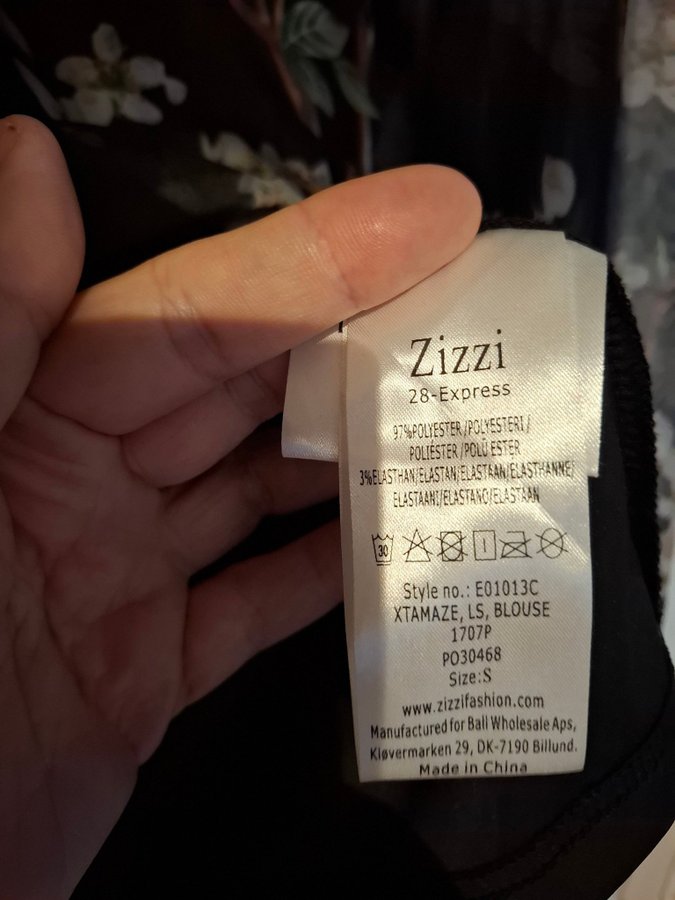 Zizzi
28-Express
97%POLYESTER/POLYESTERI/
POLIÉSTER/POLÜESTER
3%ELASTHAN/ELASTAN/ELASTAAN/ELASTHANNE/
ELASTAANI/ELASTANO/ELASTAAN
30
Style no.: E01013C
XTAMAZE, LS, BLOUSE
1707P
PO30468
Size:S
www.zizzifashion.com
Manufactured for Ball Wholesale Aps,
Kløvermarken 29, DK-7190 Billund.
Made in China